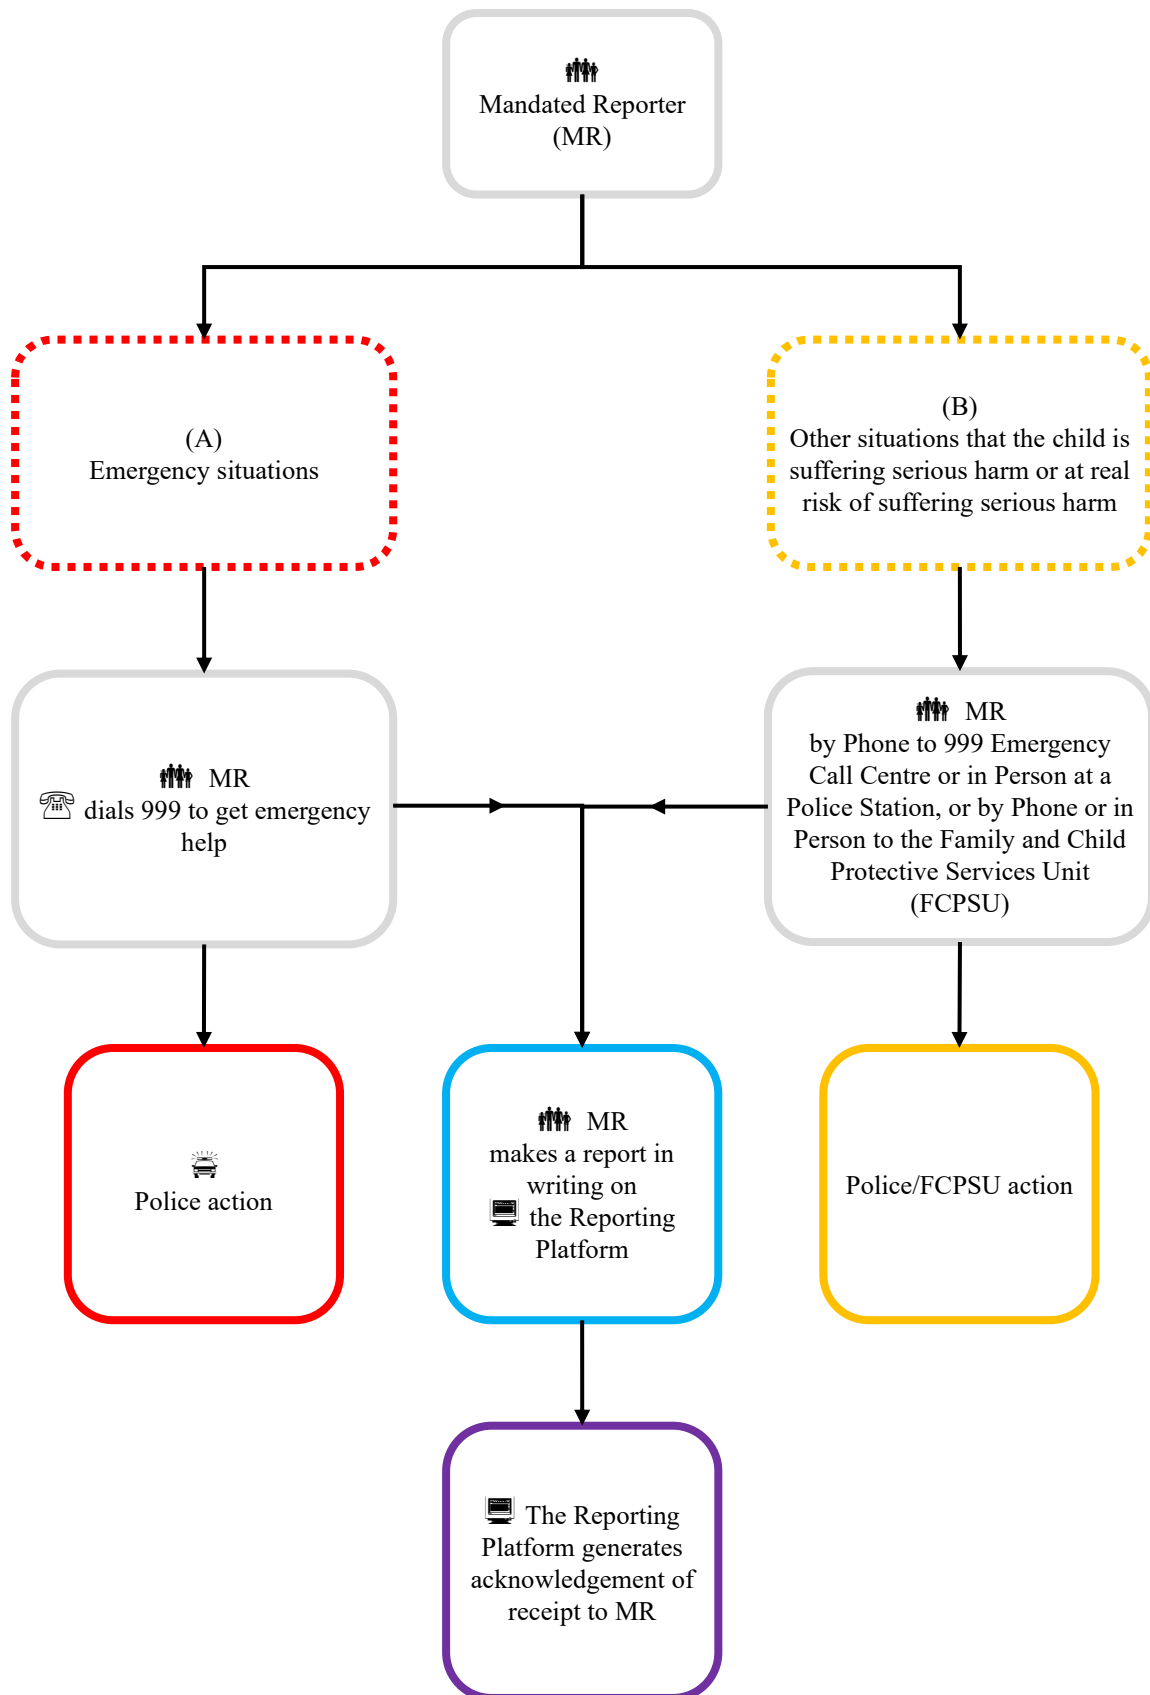 Mandated Reporter
(MR)
(A)
Emergency situations
(B)
Other situations that the child is
suffering serious harm or at real
risk of suffering serious harm
MR
dials 999 to get emergency
help
MR
by Phone to 999 Emergency
Call Centre or in Person at a
Police Station, or by Phone or in
Person to the Family and Child
Protective Services Unit
(FCPSU)
Police action
MR
makes a report in
writing on
the Reporting
Platform
Police/FCPSU action
The Reporting
Platform generates
acknowledgement of
receipt to MR